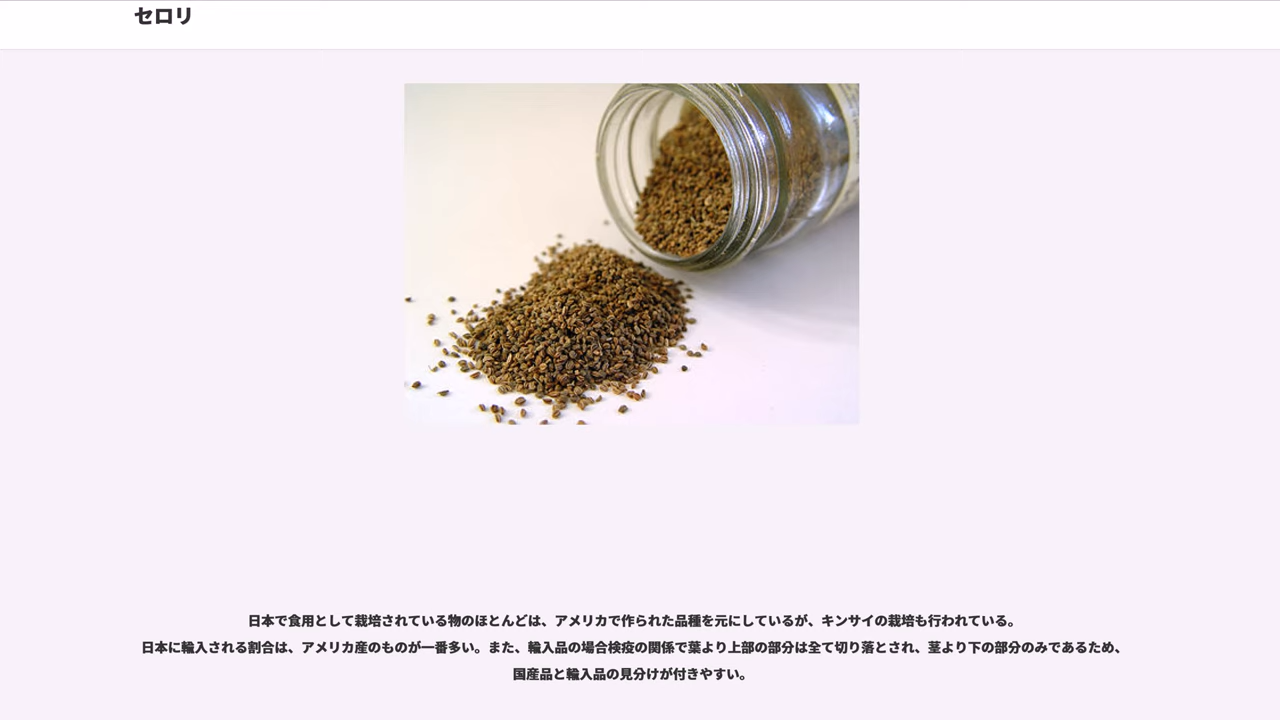 セロリ
日本で食用として栽培されている物のほとんどは、アメリカで作られた品種を元にしているが、キンサイの栽培も行われている。
日本に輸入される割合は、アメリカ産のものが一番多い。また、輸入品の場合検疫の関係で葉より上部の部分は全て切り落とされ、茎より下の部分のみであるため、
国産品と輸入品の見分けが付きやすい。